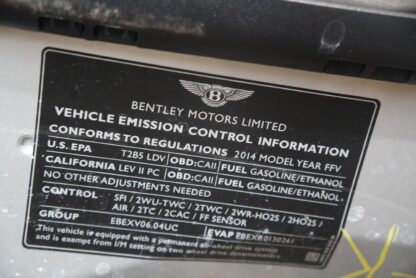 B
BENTLEY MOTORS LIMITED
VEHICLE EMISSION CONTROL INFORMATION
CONFORMS TO REGULATIONS 2014 MODEL YEAR FFV
U.S. EPA T2B5 LDV OBD:CAII FUEL GASOLINE/ETHANOL
CALIFORNIA LEV II PC OBD:CAII FUEL GASOLINE/ETHANOL
NO OTHER ADJUSTMENTS NEEDED
CONTROL SFI / 2WU-TWC / 2TWC / 2WR-HO2S / 2HO2S /
AIR / 2TC / 2CAC / FF SENSOR
GROUP EBEXV06.04UC EVAP EBEXR0130261
This vehicle is equipped with a permanent all wheel drive system
and is exempt from I/M testing on two wheel drive dynamometers.